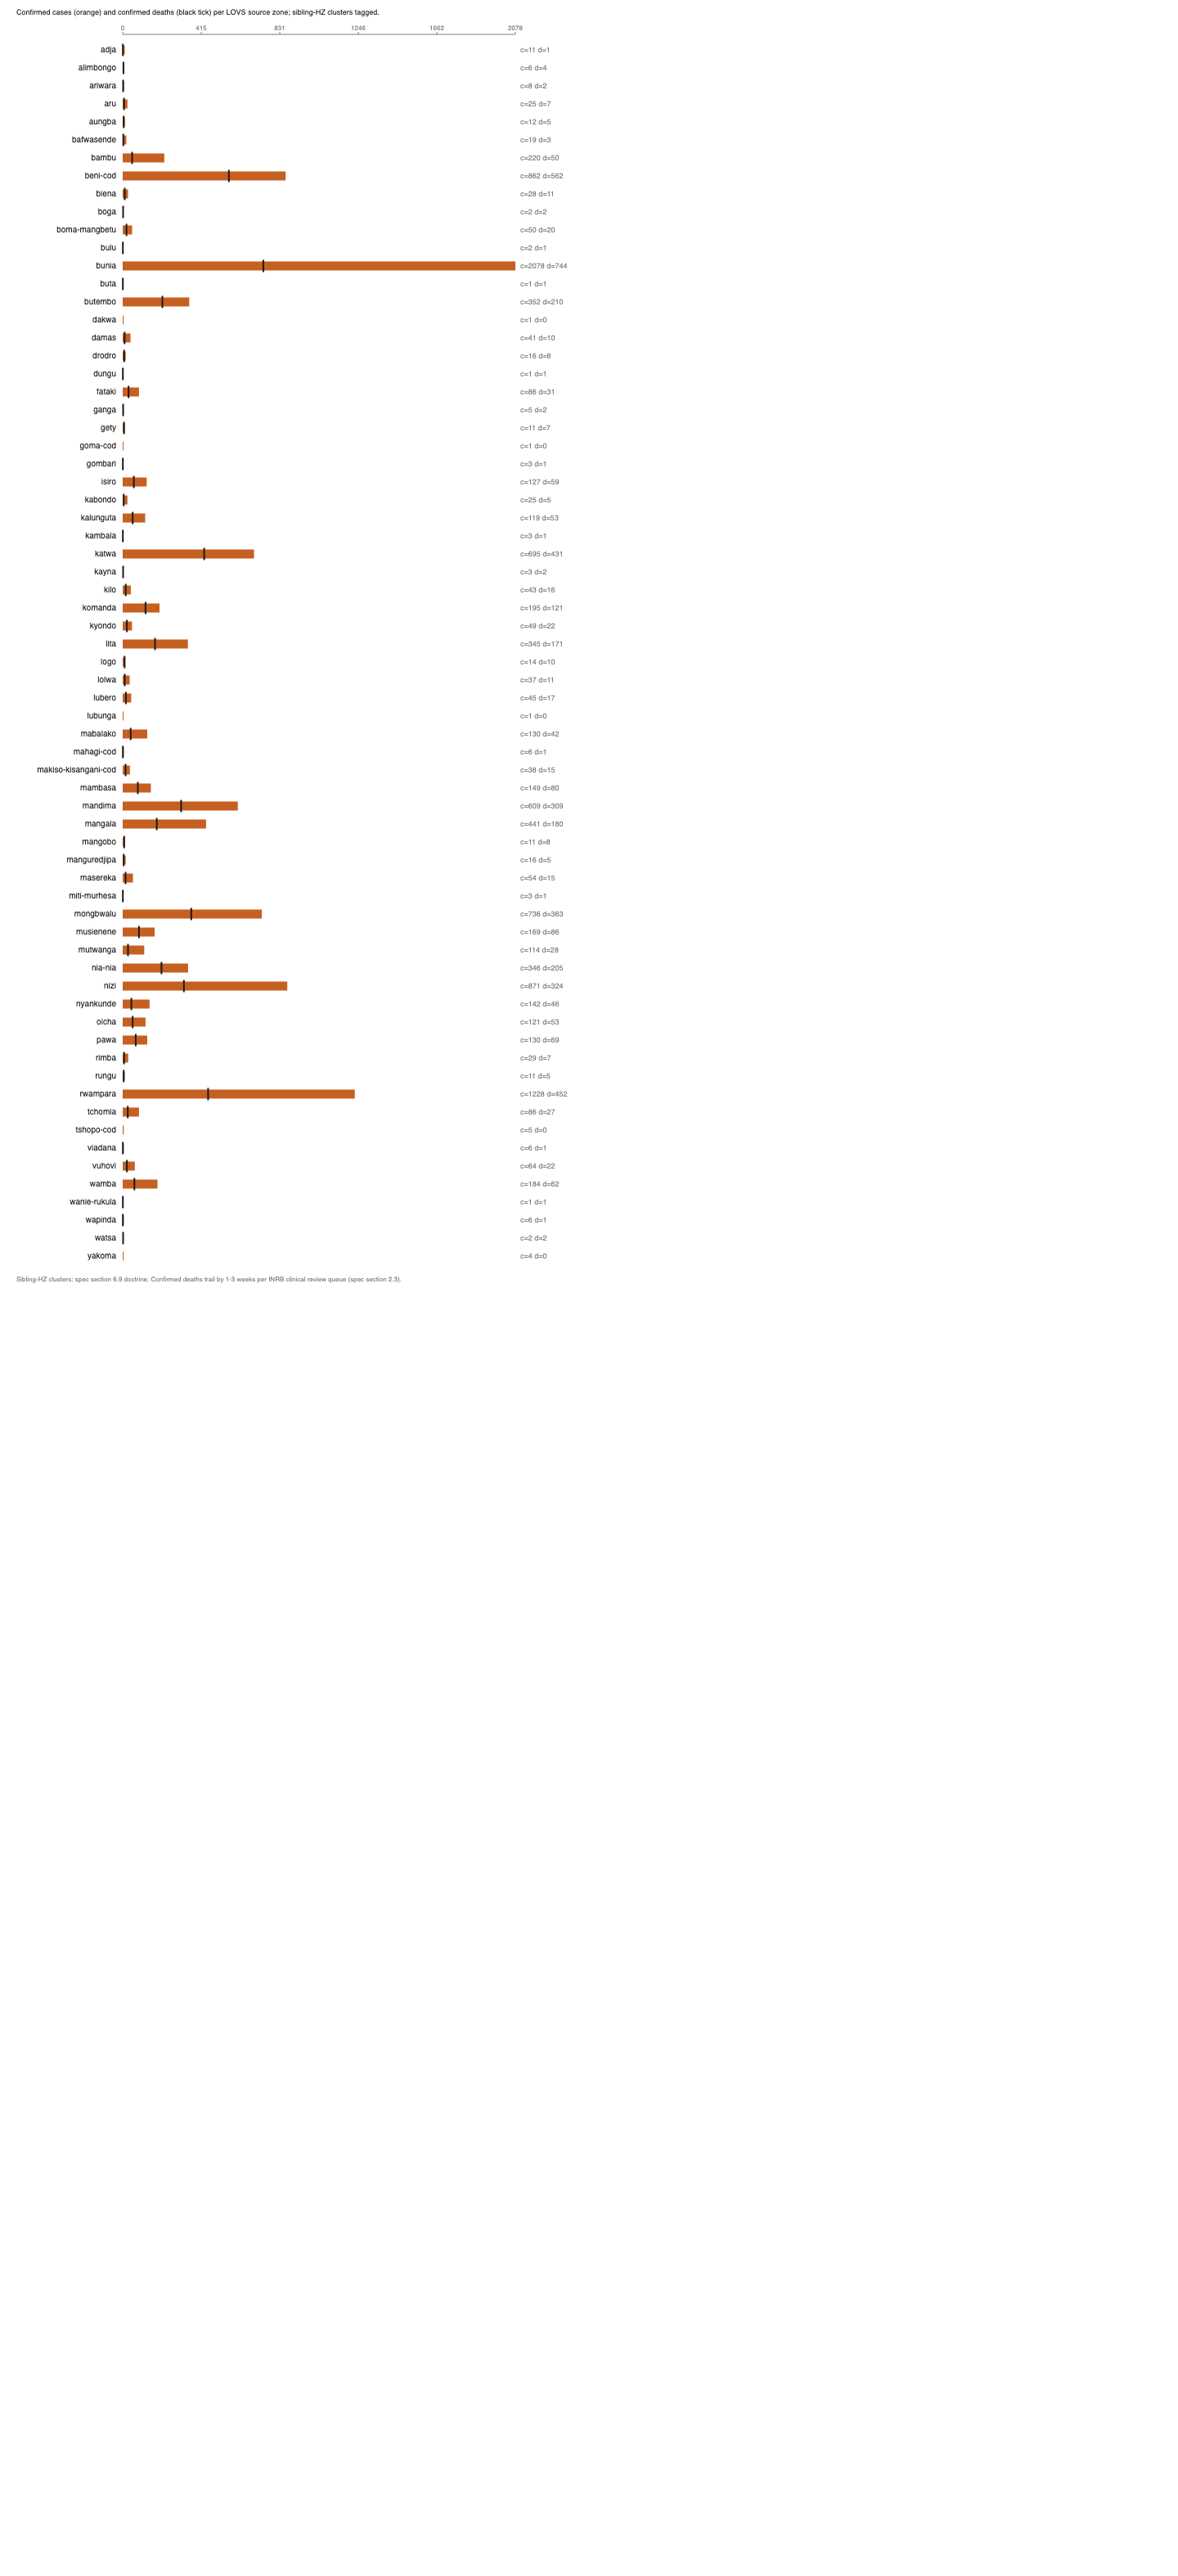 Confirmed cases (orange) and confirmed deaths (black tick) per LOVS source zone; sibling-HZ clusters tagged.
0 415 831 1246 1662 2078
adja c=11 d=1
alimbongo c=6 d=4
ariwara c=8 d=2
aru c=25 d=7
aungba c=12 d=5
bafwasende c=19 d=3
bambu c=220 d=50
beni-cod c=862 d=562
biena c=28 d=11
boga c=2 d=2
boma-mangbetu c=50 d=20
bulu c=2 d=1
bunia c=2078 d=744
buta c=1 d=1
butembo c=352 d=210
dakwa c=1 d=0
damas c=41 d=10
drodro c=16 d=8
dungu c=1 d=1
fataki c=86 d=31
ganga c=5 d=2
gety c=11 d=7
goma-cod c=1 d=0
gombari c=3 d=1
isiro c=127 d=59
kabondo c=25 d=5
kalunguta c=119 d=53
kambala c=3 d=1
katwa c=695 d=431
kayna c=3 d=2
kilo c=43 d=16
komanda c=195 d=121
kyondo c=49 d=22
lita c=345 d=171
logo c=14 d=10
lolwa c=37 d=11
lubero c=45 d=17
lubunga c=1 d=0
mabalako c=130 d=42
mahagi-cod c=6 d=1
makiso-kisangani-cod c=38 d=15
mambasa c=149 d=80
mandima c=609 d=309
mangala c=441 d=180
mangobo c=11 d=8
manguredjipa c=16 d=5
masereka c=54 d=15
miti-murhesa c=3 d=1
mongbwalu c=736 d=363
musienene c=169 d=86
mutwanga c=114 d=28
nia-nia c=346 d=205
nizi c=871 d=324
nyankunde c=142 d=46
oicha c=121 d=53
pawa c=130 d=69
rimba c=29 d=7
rungu c=11 d=5
rwampara c=1228 d=452
tchomia c=86 d=27
tshopo-cod c=5 d=0
viadana c=6 d=1
vuhovi c=64 d=22
wamba c=184 d=62
wanie-rukula c=1 d=1
wapinda c=6 d=1
watsa c=2 d=2
yakoma c=4 d=0
Sibling-HZ clusters: spec section 6.9 doctrine. Confirmed deaths trail by 1-3 weeks per INRB clinical review queue (spec section 2.3).